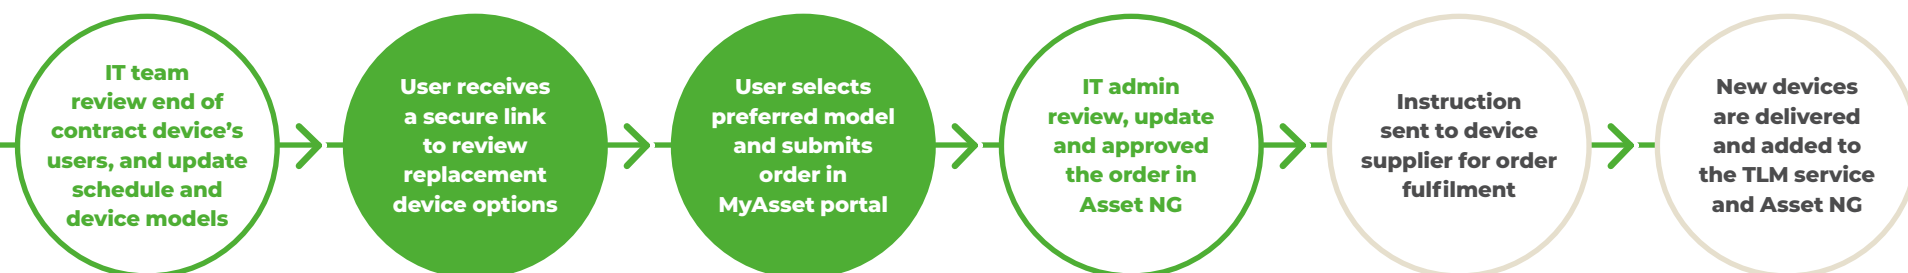 IT team
review end of
contract device's
users, and update
schedule and
device models
User receives
a secure link
to review
replacement
device options
User selects
preferred model
and submits
order in
MyAsset portal
IT admin
review, update
and approved
the order in
Asset NG
Instruction
sent to device
supplier for order
fulfilment
New devices
are delivered
and added to
the TLM service
and Asset NG